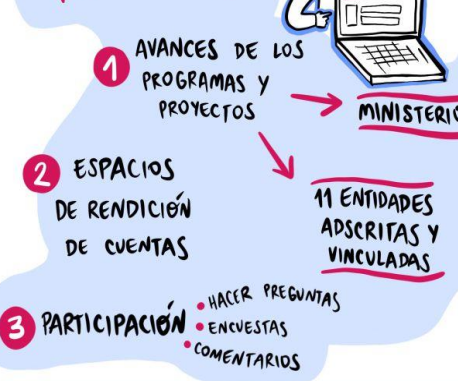 1 AVANCES DE LOS
PROGRAMAS Y
PROYECTOS
MINISTERIO
11 ENTIDADES
ADSCRITAS Y
VINCULADAS
2 ESPACIOS
DE RENDICIÓN
DE CUENTAS
3 PARTICIPACIÓN
• HACER PREGUNTAS
• ENCUESTAS
• COMENTARIOS